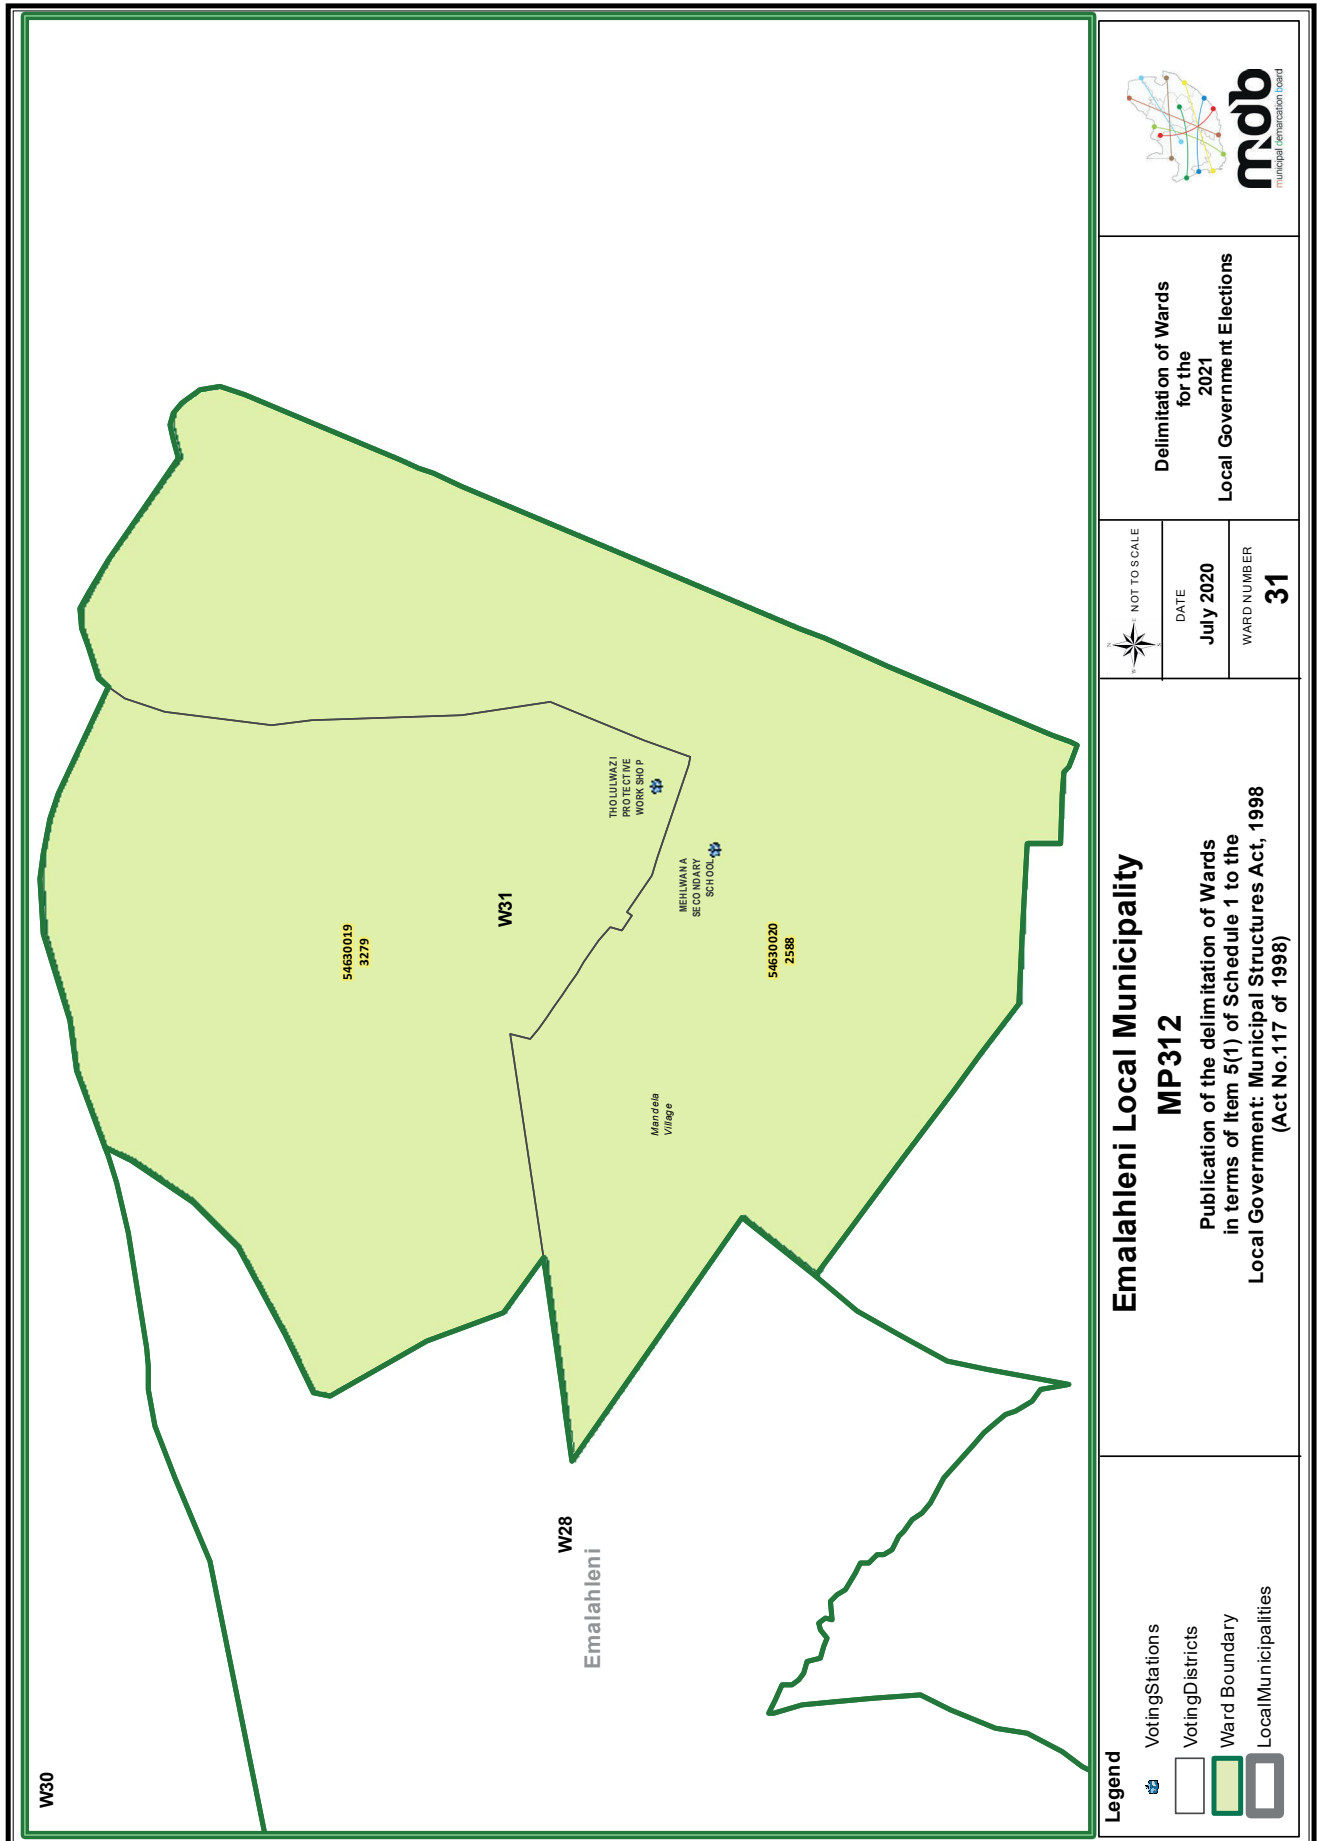 W30
54630019
3279
W31
THOLULWAZI
PROTECTIVE
WORKSHOP
MEHLWANA
SECONDARY
SCHOOL
54630020
2588
Mandela
Village
W28
Emalahleni
Legend
VotingStations
VotingDistricts
Ward Boundary
LocalMunicipalities
Emalahleni Local Municipality
MP312
Publication of the delimitation of Wards
in terms of Item 5(1) of Schedule 1 to the
Local Government: Municipal Structures Act, 1998
(Act No.117 of 1998)
N
W
E
S
NOT TO SCALE
DATE
July 2020
WARD NUMBER
31
Delimitation of Wards
for the
2021
Local Government Elections
mdb
municipal demarcation board